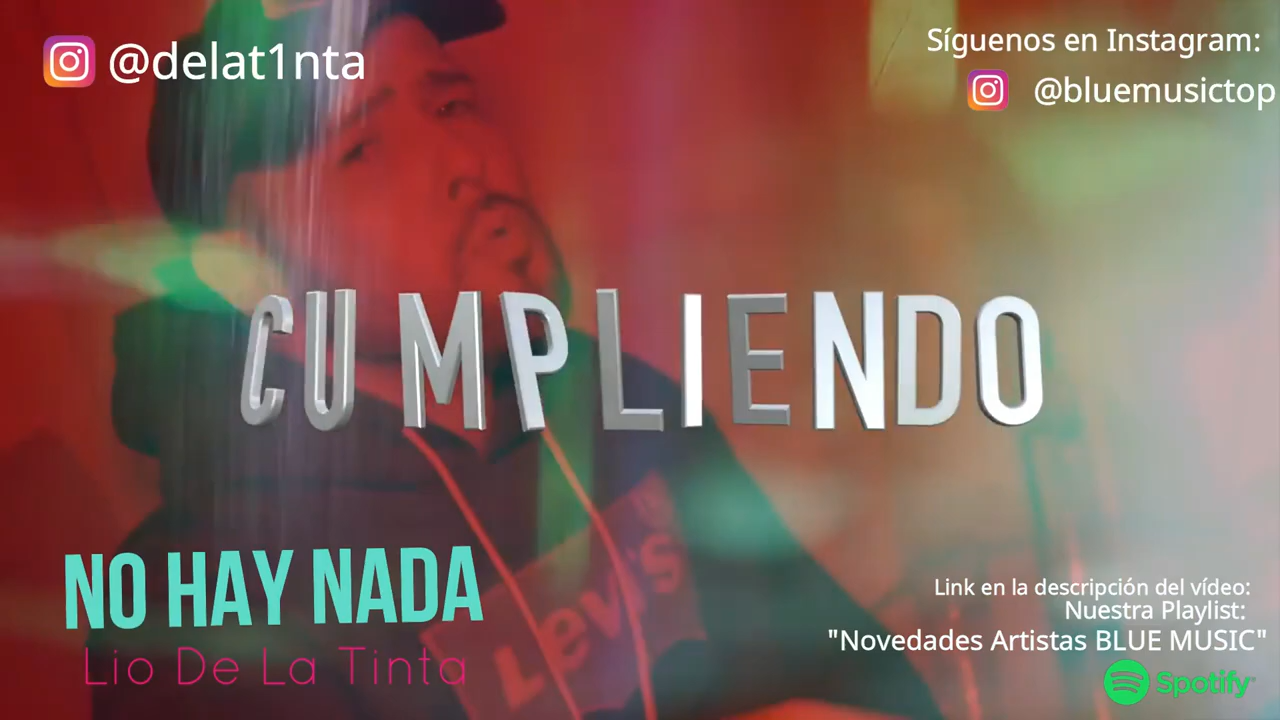 @delat1nta
Síguenos en Instagram:
@bluemusictop
CUMPLIENDO
NO HAY NADA
Lio De La Tinta
Levi's
Link en la descripción del vídeo:
Nuestra Playlist:
"Novedades Artistas BLUE MUSIC"
Spotify